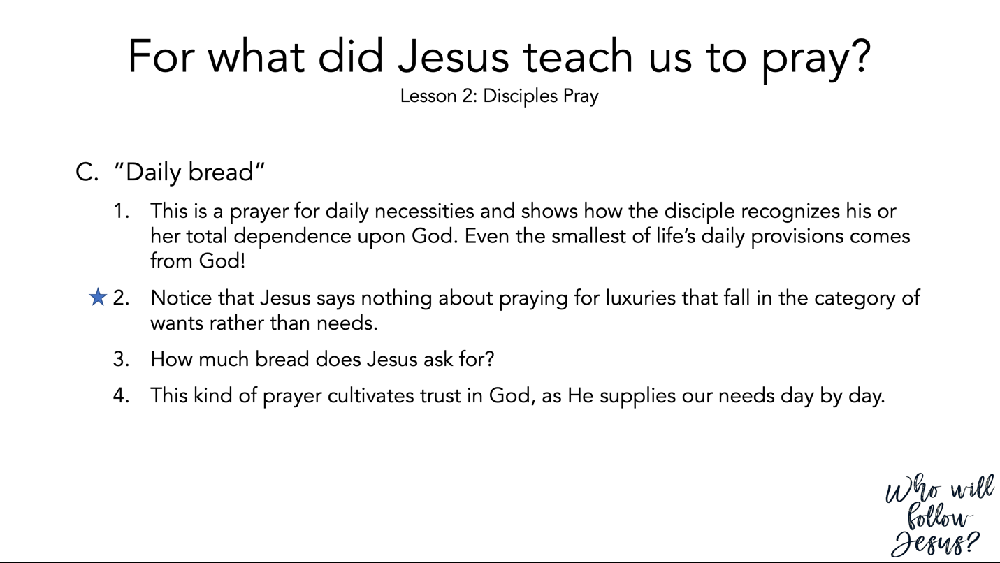 For what did Jesus teach us to pray?
Lesson 2: Disciples Pray
C. ”Daily bread”
1. This is a prayer for daily necessities and shows how the disciple recognizes his or
her total dependence upon God. Even the smallest of life’s daily provisions comes
from God!
2. Notice that Jesus says nothing about praying for luxuries that fall in the category of
wants rather than needs.
3. How much bread does Jesus ask for?
4. This kind of prayer cultivates trust in God, as He supplies our needs day by day.
Who will
follow
Jesus?